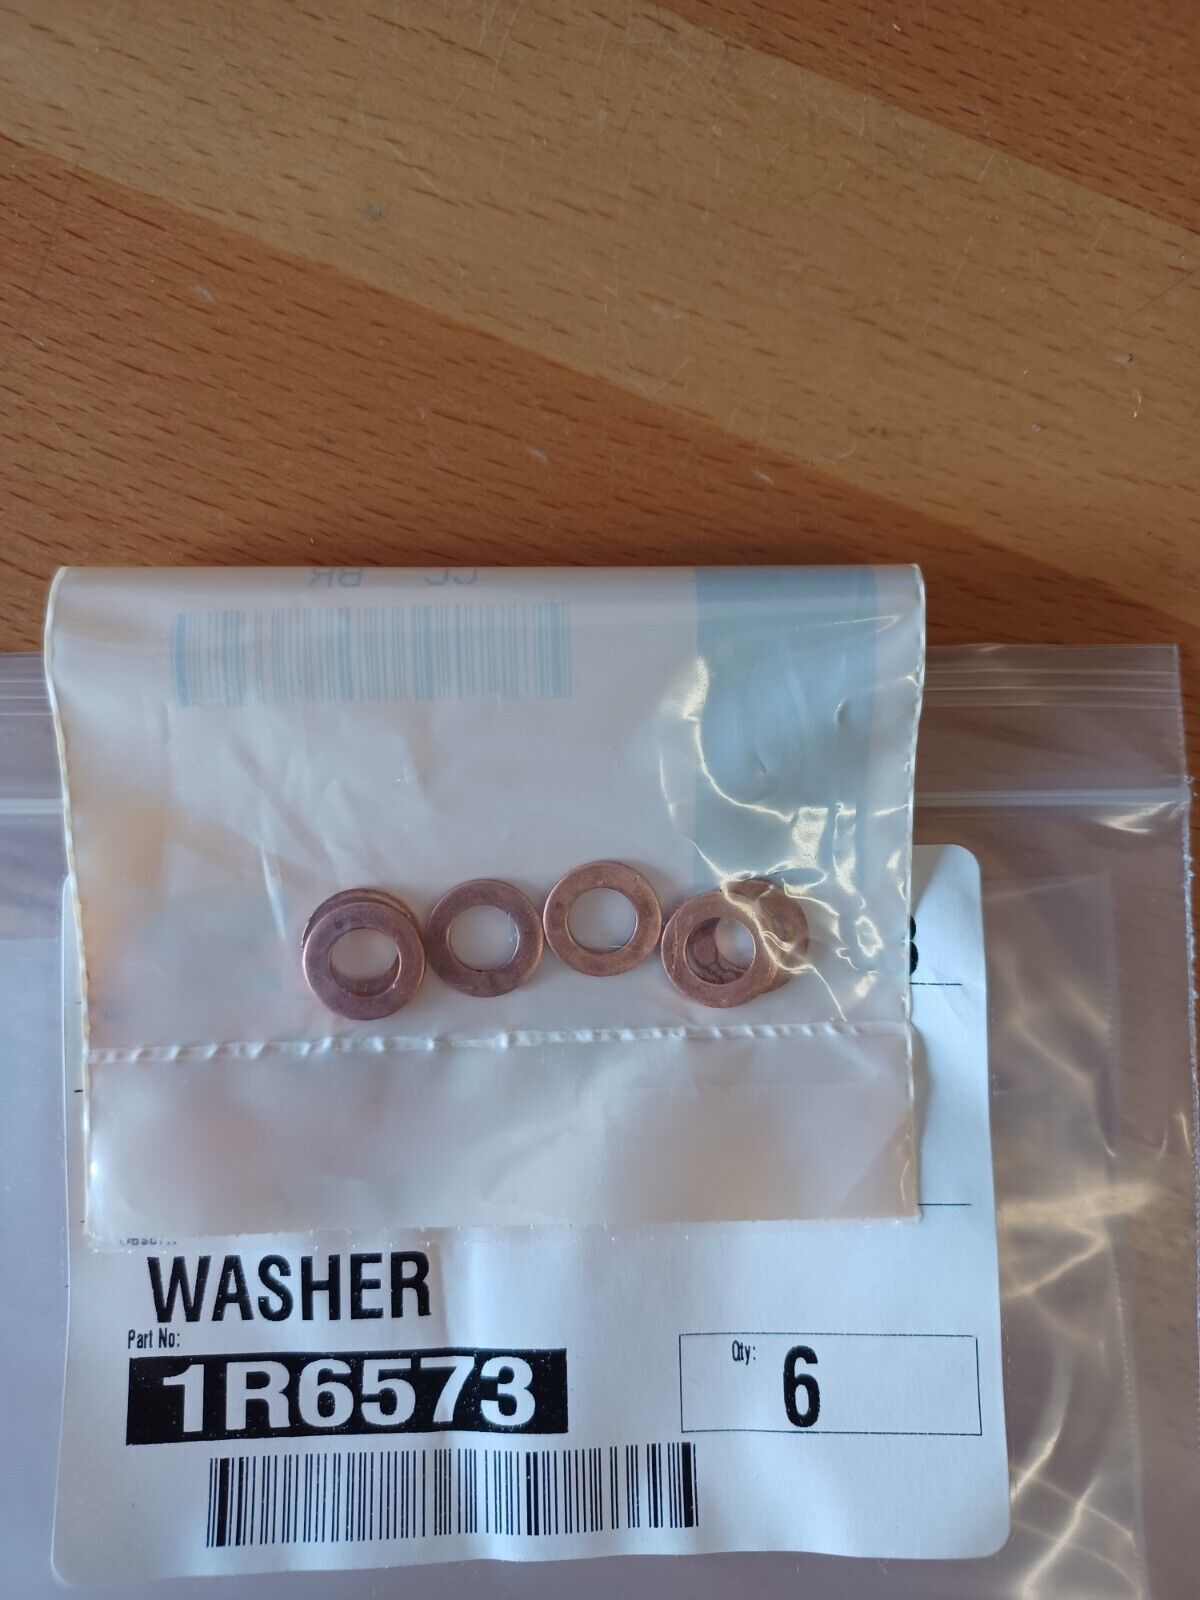 WASHER
Part No:
1R6573
Qty:
6